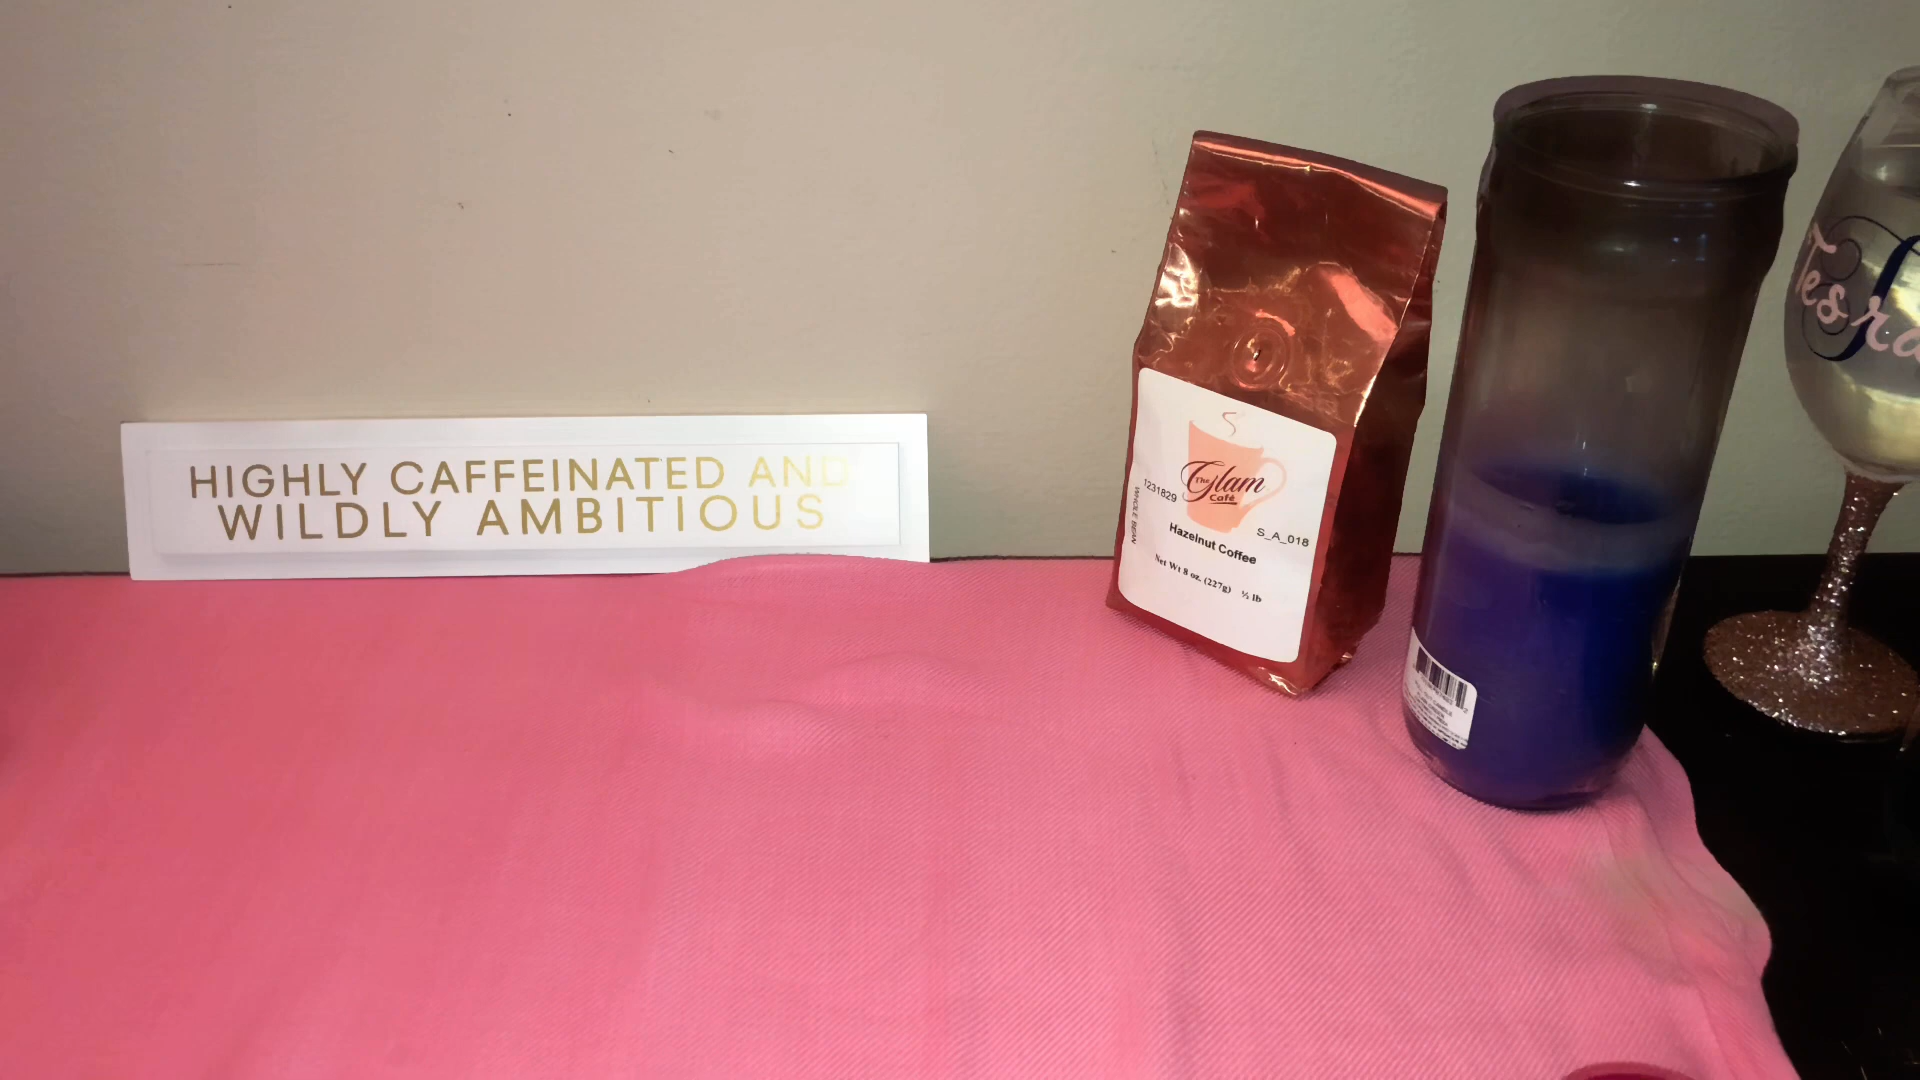 HIGHLY CAFFEINATED AND
WILDLY AMBITIOUS
The Glam
Café
1231829
WHOLE BEAN
S_A_018
Hazelnut Coffee
Net Wt 8 oz. (227g) ½ lb